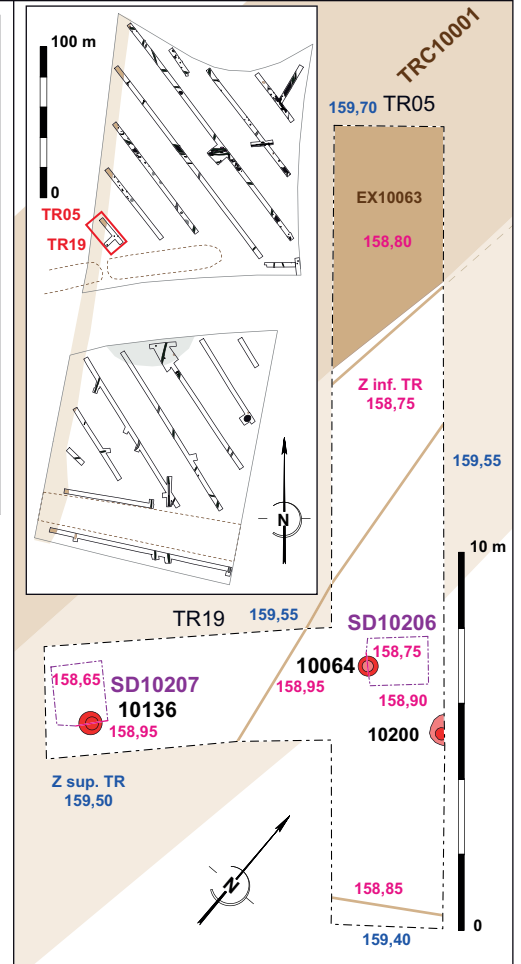 100 m
0
TR05
TR19
N
TRC10001
159,70 TR05
EX10063
158,80
Z inf. TR
158,75
159,55
10 m
TR19 159,55
SD10206
158,75
10064
158,65
SD10207
158,95
158,90
10136
158,95
10200
Z sup. TR
159,50
N
158,85
0
159,40